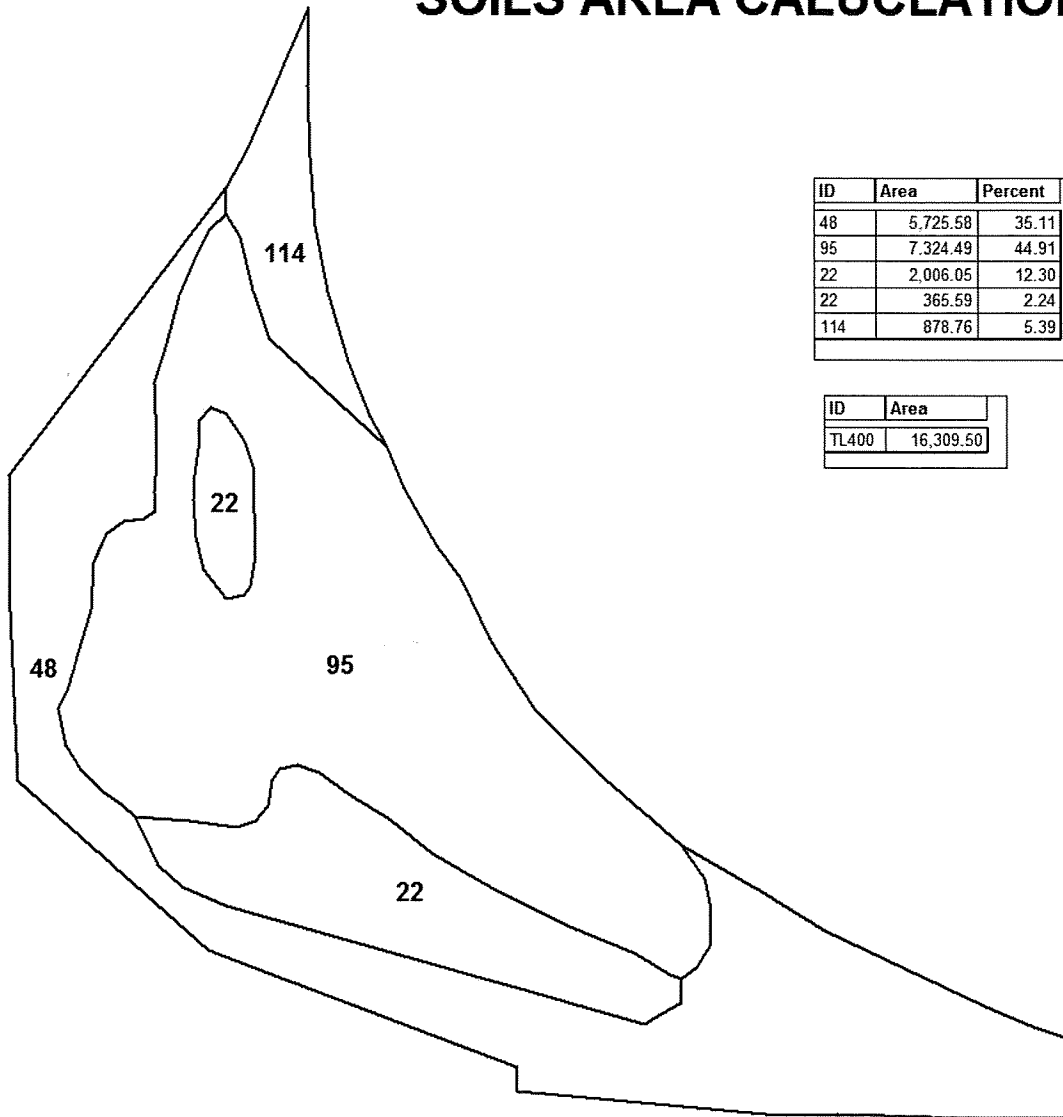 SOILS AREA CALUCLATION
ID Area Percent
48 5,725.58 35.11
95 7,324.49 44.91
22 2,006.05 12.30
22 365.59 2.24
114 878.76 5.39
ID Area
TL400 16,309.50
114
22
48
95
22